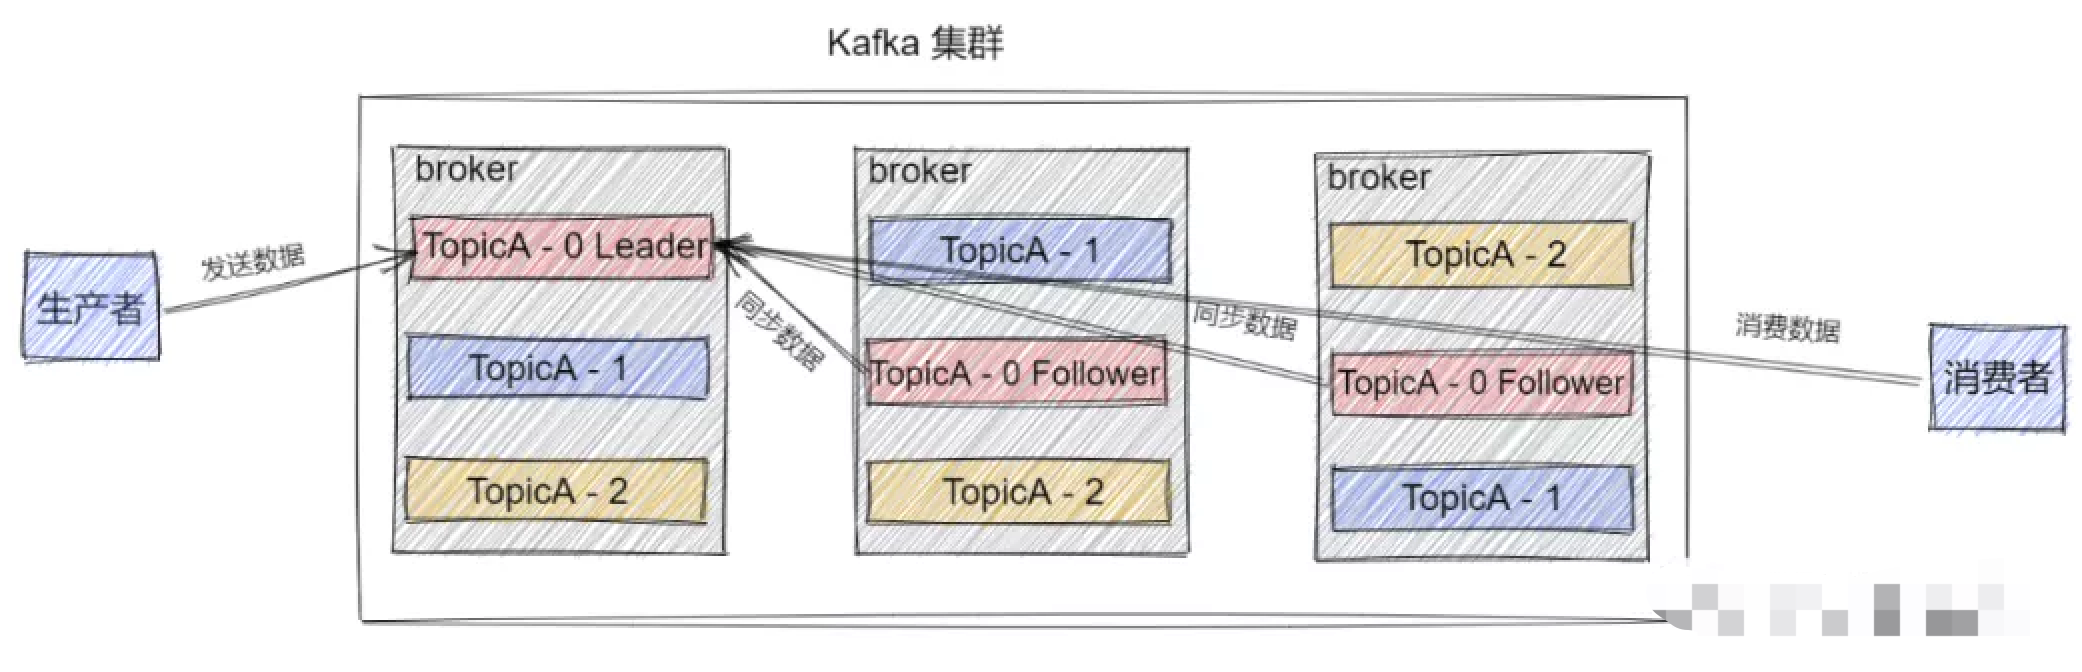 Kafka 集群
broker
TopicA - 0 Leader
TopicA - 1
TopicA - 2
broker
TopicA - 1
TopicA - 0 Follower
TopicA - 2
broker
TopicA - 2
TopicA - 0 Follower
TopicA - 1
生产者
发送数据
同步数据
同步数据
消费数据
消费者